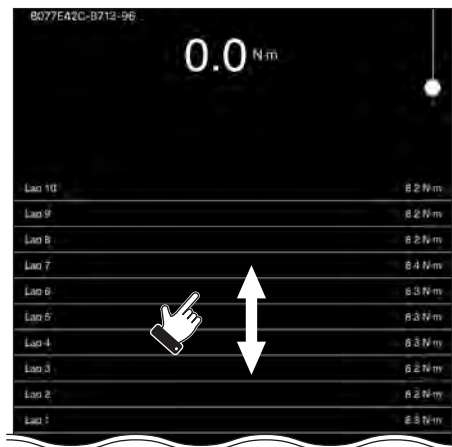 8077E42C-B713-96
0.0 N·m
Lap 10 8.2 N·m
Lap 9 8.2 N·m
Lap 8 8.2 N·m
Lap 7 8.4 N·m
Lap 6 8.3 N·m
Lap 5 8.3 N·m
Lap 4 8.3 N·m
Lap 3 8.2 N·m
Lap 2 8.2 N·m
Lap 1 8.3 N·m